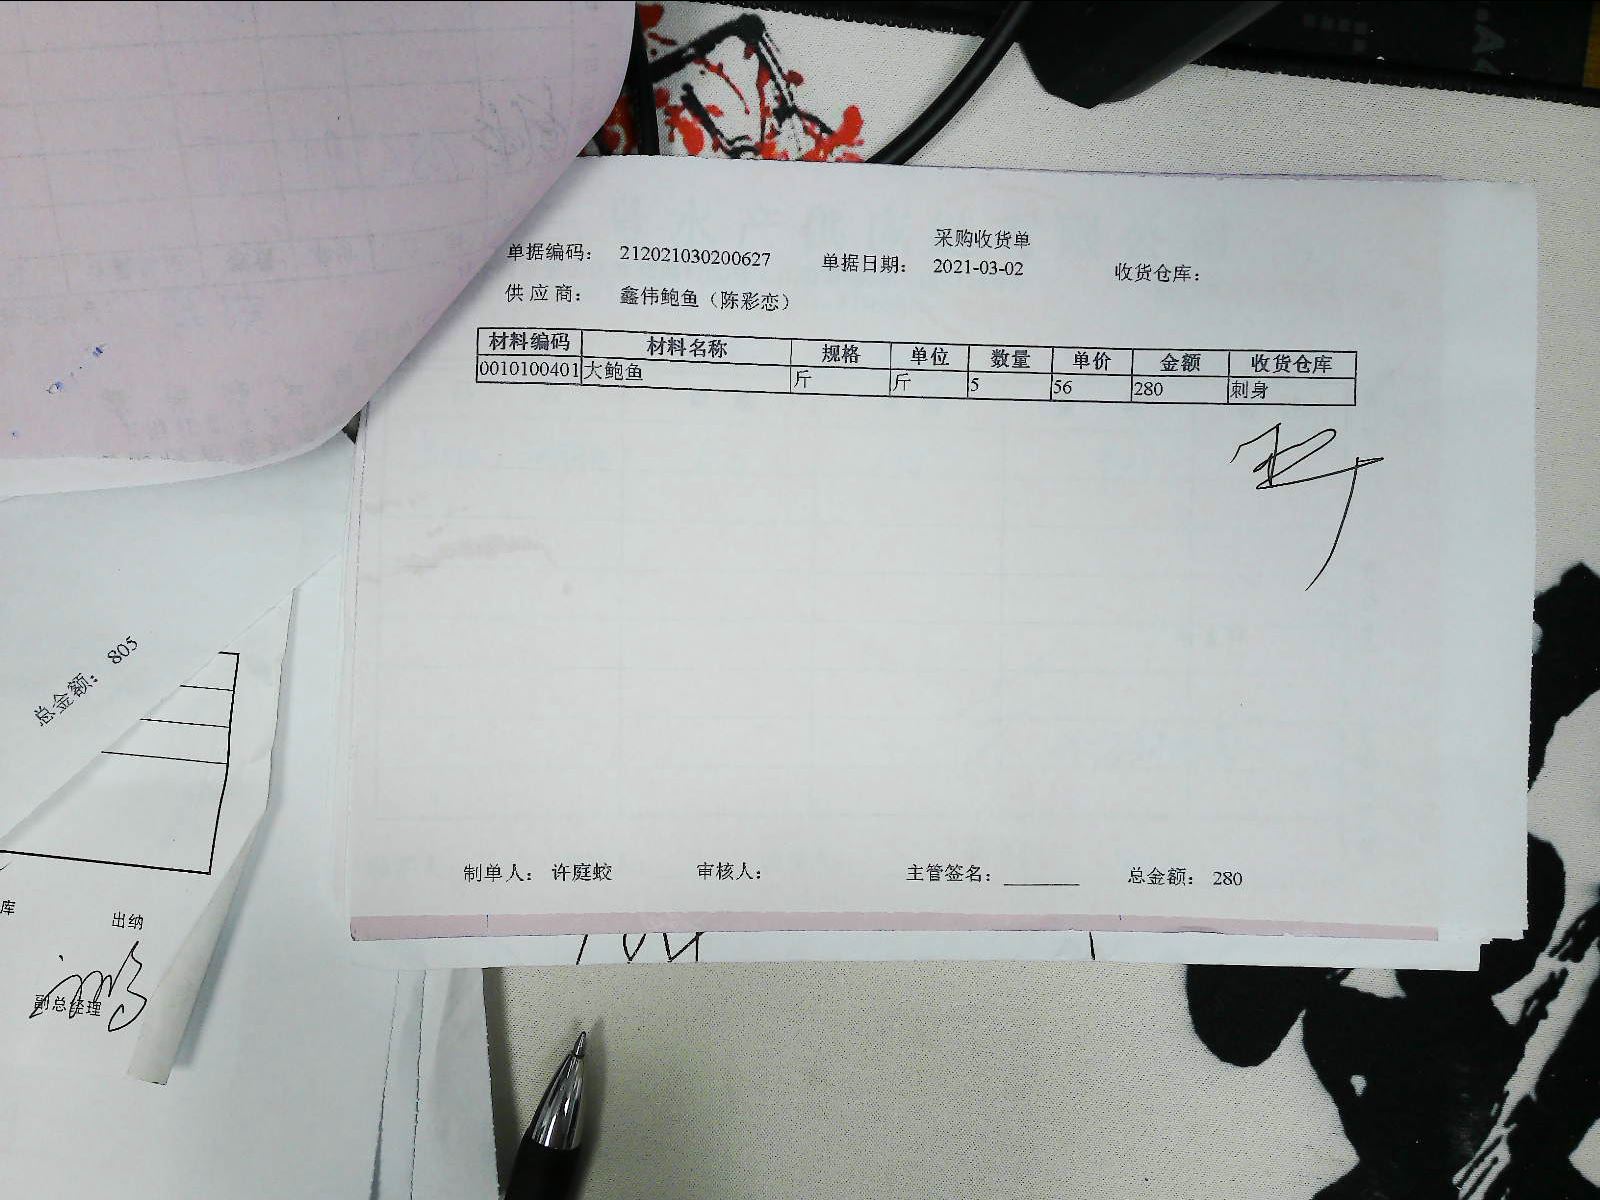 采购收货单
单据编码： 212021030200627 单据日期： 2021-03-02 收货仓库：
供应商： 鑫伟鲍鱼（陈彩恋）
材料编码 材料名称 规格 单位 数量 单价 金额 收货仓库
0010100401 大鲍鱼 斤 斤 5 56 280 刺身
制单人： 许庭蛟 审核人： 主管签名：________ 总金额： 280
总金额： 805
库 出纳
副总经理